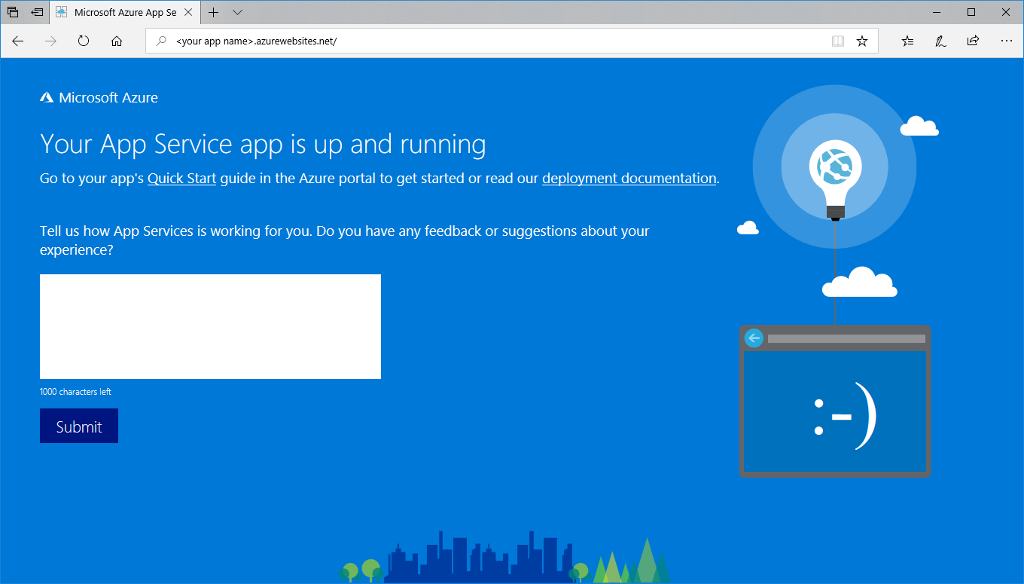 Microsoft Azure App Se
<your app name>.azurewebsites.net/
Microsoft Azure
Your App Service app is up and running
Go to your app's Quick Start guide in the Azure portal to get started or read our deployment documentation.
Tell us how App Services is working for you. Do you have any feedback or suggestions about your
experience?
1000 characters left
Submit
:-)